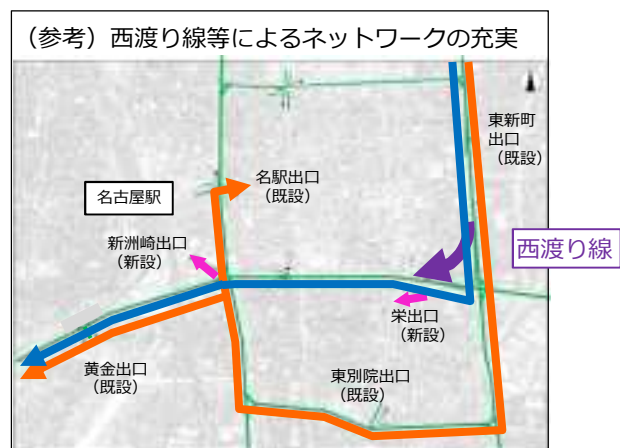 （参考）西渡り線等によるネットワークの充実
東新町
出口
（既設）
名駅出口
（既設）
名古屋駅
新洲崎出口
（新設）
西渡り線
栄出口
（新設）
黄金出口
（既設）
東別院出口
（既設）